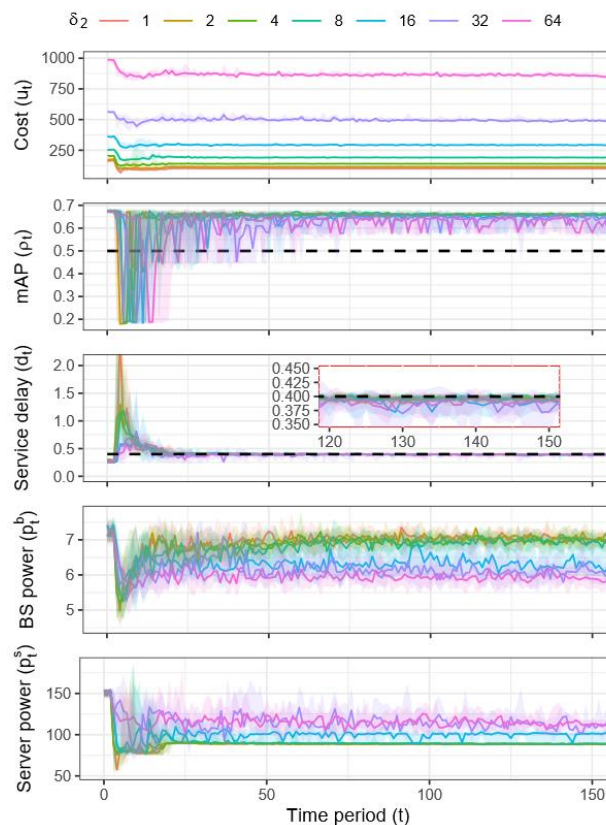 δ2 1 2 4 8 16 32 64
Cost (ut)
1000
750
500
250
mAP (ρt)
0.7
0.6
0.5
0.4
0.3
0.2
Service delay (dt)
2.0
1.5
1.0
0.5
0.0
0.450
0.425
0.400
0.375
0.350
120 130 140 150
BS power (p_t^b)
7
6
5
Server power (p_t^s)
150
100
50
0 50 100 150
Time period (t)